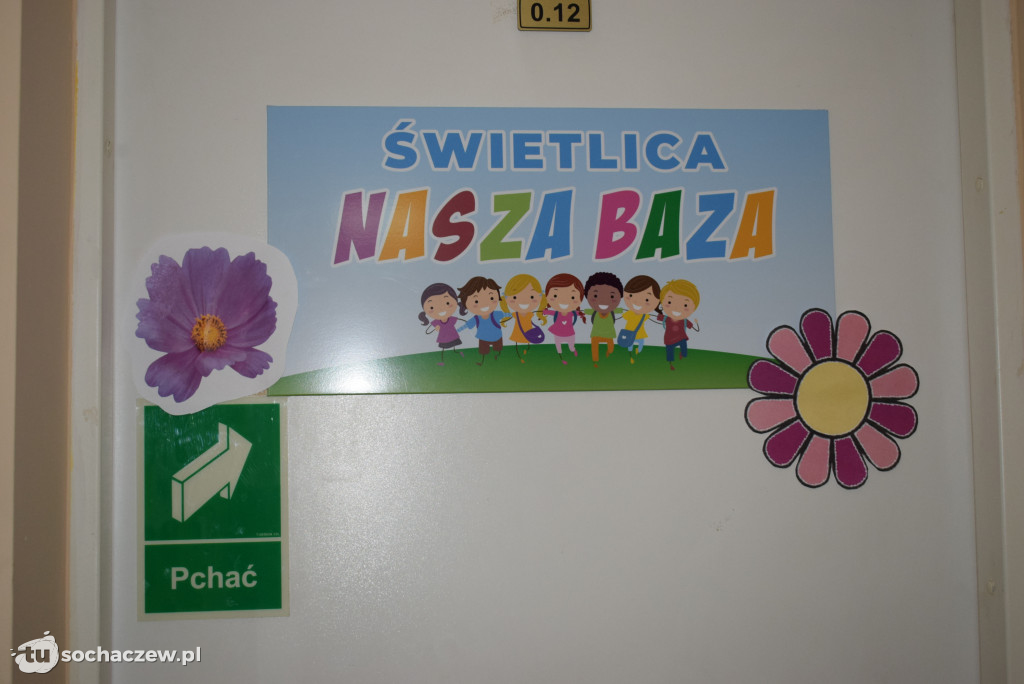 0.12
ŚWIETLICA
NASZA BAZA
Pchać
tusochaczew.pl